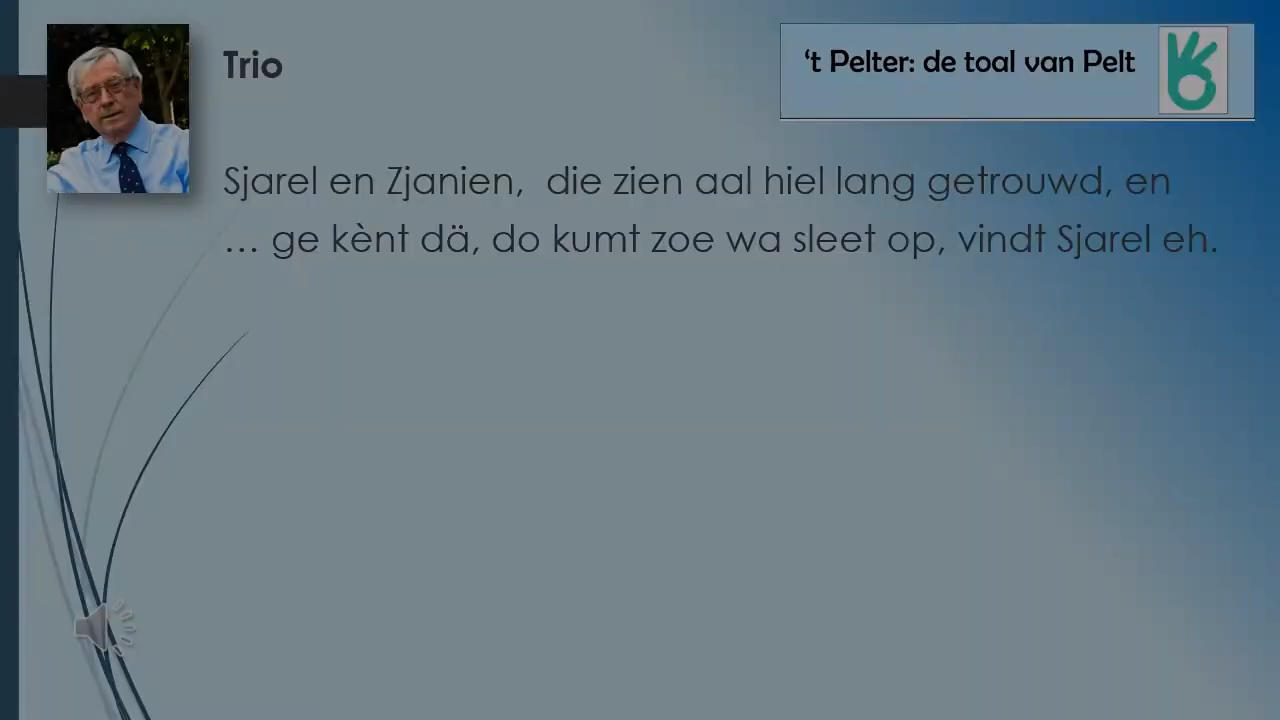 Trio
‘t Pelter: de toal van Pelt
Sjarel en Zjanien, die zien aal hiel lang getrouwd, en
… ge kènt dä, do kumt zoe wa sleet op, vindt Sjarel eh.